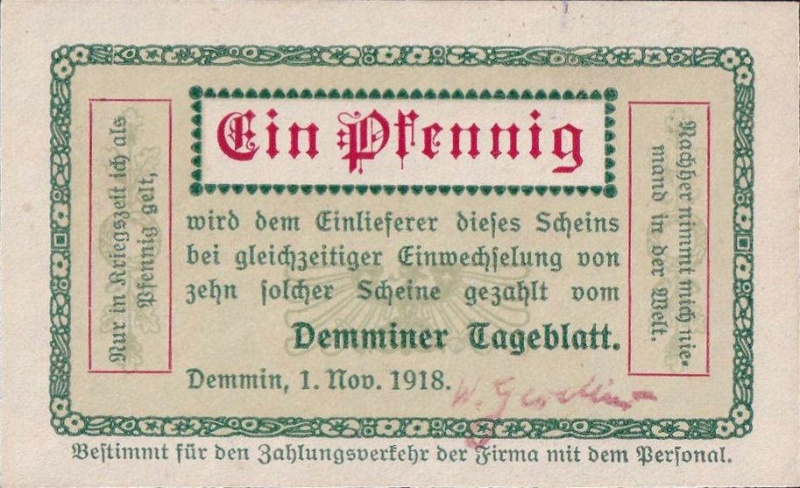 Ein Pfennig
wird dem Einlieferer dieses Scheins
bei gleichzeitiger Einwechselung von
zehn solcher Scheine gezahlt vom
Demminer Tageblatt.
Demmin, 1. Nov. 1918.
Nur in Kriegszeit ich als
Pfennig gelt,
Nachher nimmt mich nie-
mand in der Welt.
Bestimmt für den Zahlungsverkehr der Firma mit dem Personal.